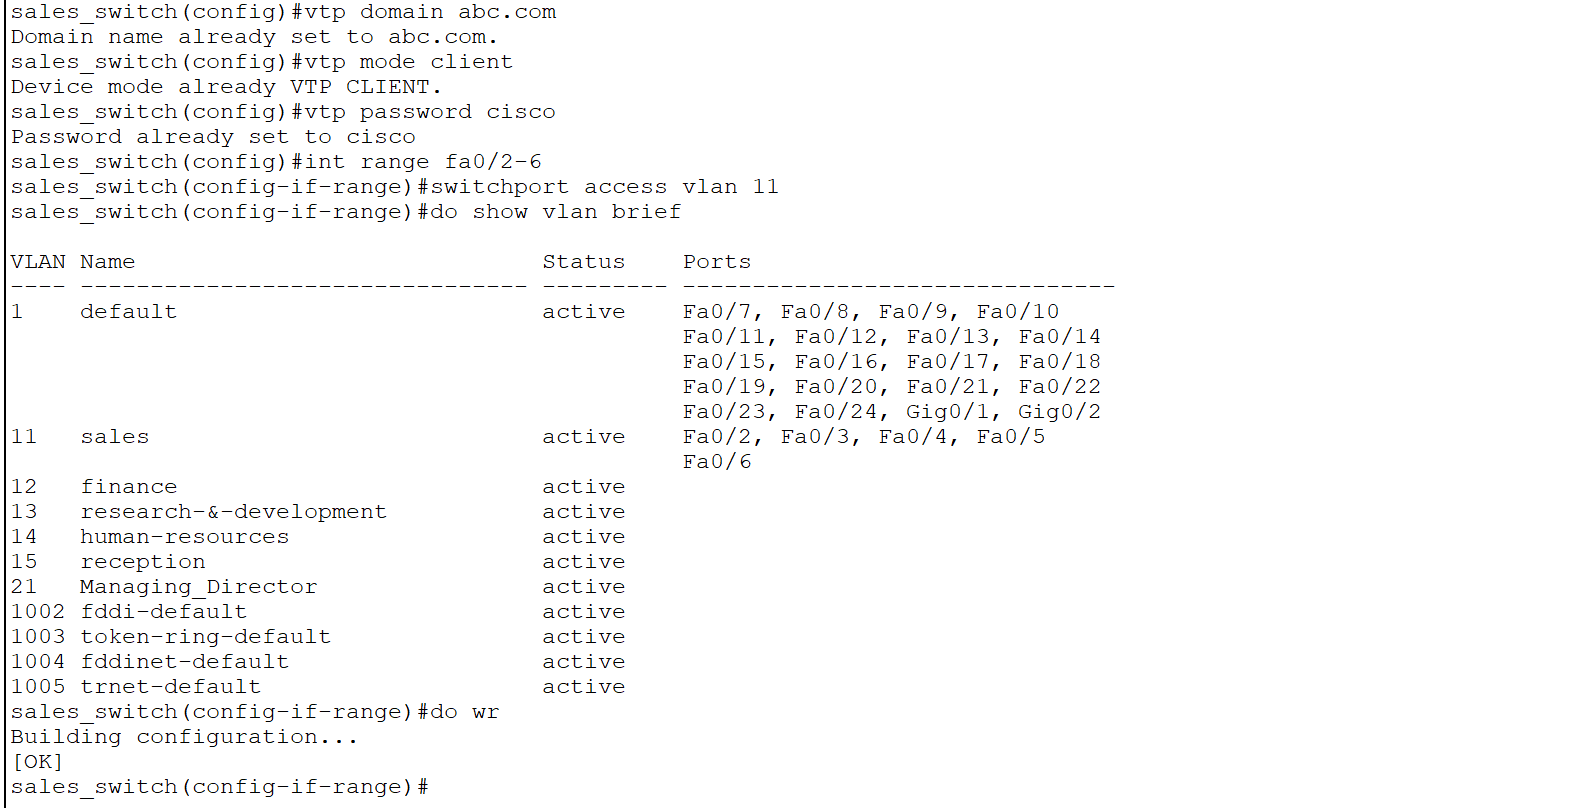 sales_switch(config)#vtp domain abc.com
Domain name already set to abc.com.
sales_switch(config)#vtp mode client
Device mode already VTP CLIENT.
sales_switch(config)#vtp password cisco
Password already set to cisco
sales_switch(config)#int range fa0/2-6
sales_switch(config-if-range)#switchport access vlan 11
sales_switch(config-if-range)#do show vlan brief

VLAN Name                             Status    Ports
---- -------------------------------- --------- -------------------------------
1    default                          active    Fa0/7, Fa0/8, Fa0/9, Fa0/10
                                                Fa0/11, Fa0/12, Fa0/13, Fa0/14
                                                Fa0/15, Fa0/16, Fa0/17, Fa0/18
                                                Fa0/19, Fa0/20, Fa0/21, Fa0/22
                                                Fa0/23, Fa0/24, Gig0/1, Gig0/2
11   sales                            active    Fa0/2, Fa0/3, Fa0/4, Fa0/5
                                                Fa0/6
12   finance                          active
13   research-&-development           active
14   human-resources                  active
15   reception                        active
21   Managing_Director                active
1002 fddi-default                     active
1003 token-ring-default               active
1004 fddinet-default                  active
1005 trnet-default                    active
sales_switch(config-if-range)#do wr
Building configuration...
[OK]
sales_switch(config-if-range)#